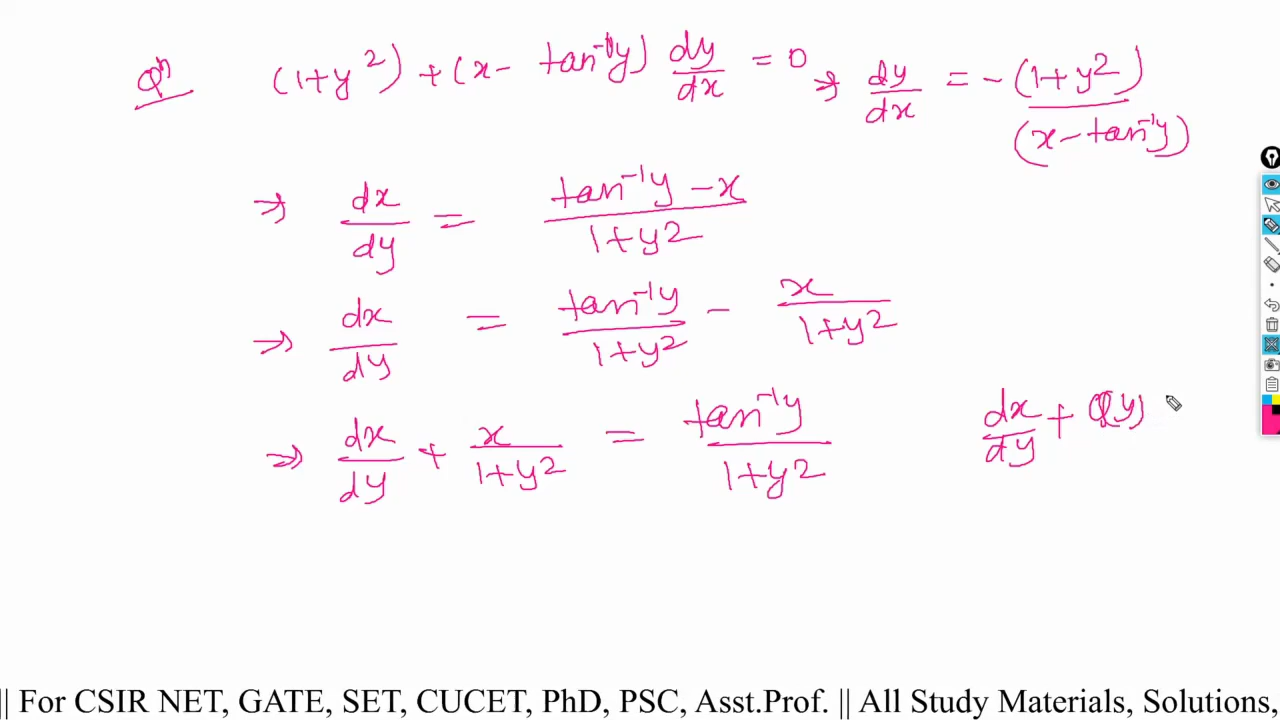 Qⁿ (1+y²) + (x - tan⁻¹y) dy/dx = 0 ⇒ dy/dx = -(1+y²)/(x - tan⁻¹y)
⇒ dx/dy = (tan⁻¹y - x)/(1+y2)
⇒ dx/dy = tan⁻¹y/(1+y²) - x/(1+y²)
⇒ dx/dy + x/(1+y²) = tan⁻¹y/(1+y²) dx/dy +
|| For CSIR NET, GATE, SET, CUCET, PhD, PSC, Asst.Prof. || All Study Materials, Solutions,